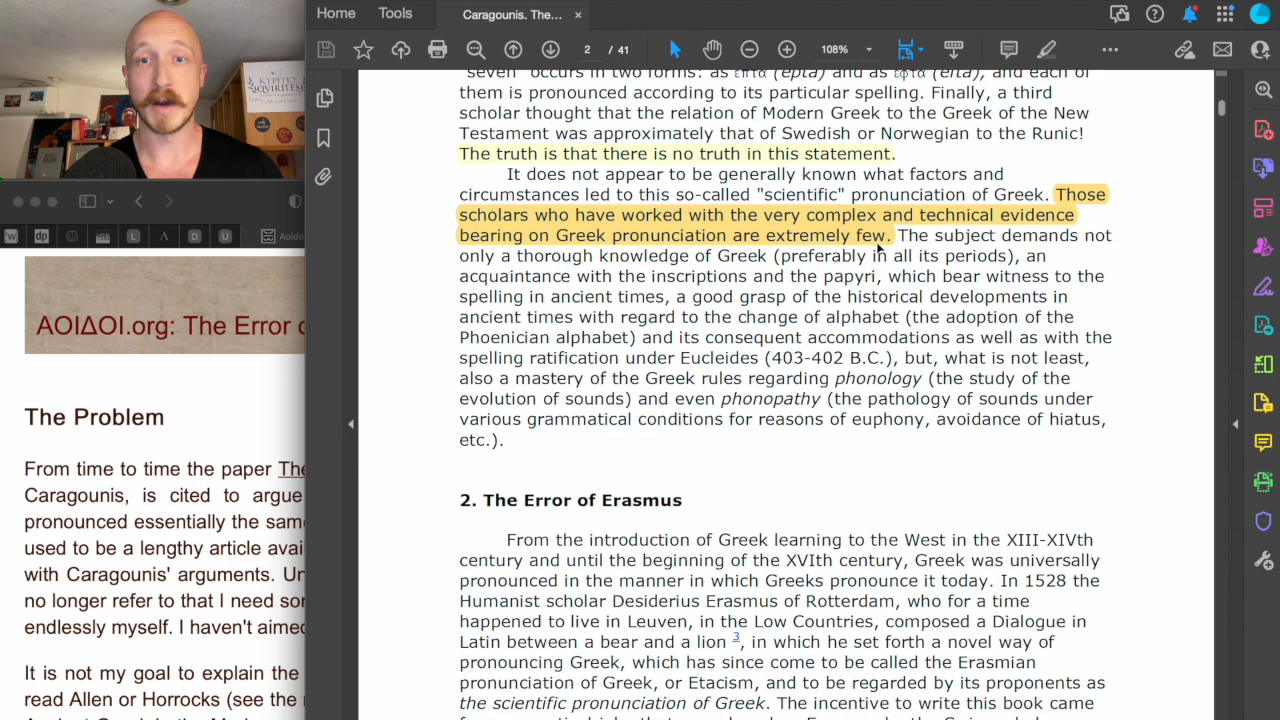 Home
Tools
Caragounis. The...
2 / 41
108%
ΚΥΡΙΤΕΣ
QVIRITES
W
dp
L
A
D
U
Aoido
ΑΟΙΔΟΙ.org: The Error o
The Problem
From time to time the paper The
Caragounis, is cited to argue
pronounced essentially the same
used to be a lengthy article avai
with Caragounis' arguments. Un
no longer refer to that I need som
endlessly myself. I haven't aimed
It is not my goal to explain the
read Allen or Horrocks (see the
"seven" occurs in two forms: as επτα (epta) and as εφτα (efta), and each of
them is pronounced according to its particular spelling. Finally, a third
scholar thought that the relation of Modern Greek to the Greek of the New
Testament was approximately that of Swedish or Norwegian to the Runic!
The truth is that there is no truth in this statement.
It does not appear to be generally known what factors and
circumstances led to this so-called "scientific" pronunciation of Greek. Those
scholars who have worked with the very complex and technical evidence
bearing on Greek pronunciation are extremely few. The subject demands not
only a thorough knowledge of Greek (preferably in all its periods), an
acquaintance with the inscriptions and the papyri, which bear witness to the
spelling in ancient times, a good grasp of the historical developments in
ancient times with regard to the change of alphabet (the adoption of the
Phoenician alphabet) and its consequent accommodations as well as with the
spelling ratification under Eucleides (403-402 B.C.), but, what is not least,
also a mastery of the Greek rules regarding phonology (the study of the
evolution of sounds) and even phonopathy (the pathology of sounds under
various grammatical conditions for reasons of euphony, avoidance of hiatus,
etc.).
2. The Error of Erasmus
From the introduction of Greek learning to the West in the XIII-XIVth
century and until the beginning of the XVIth century, Greek was universally
pronounced in the manner in which Greeks pronounce it today. In 1528 the
Humanist scholar Desiderius Erasmus of Rotterdam, who for a time
happened to live in Leuven, in the Low Countries, composed a Dialogue in
Latin between a bear and a lion 3, in which he set forth a novel way of
pronouncing Greek, which has since come to be called the Erasmian
pronunciation of Greek, or Etacism, and to be regarded by its proponents as
the scientific pronunciation of Greek. The incentive to write this book came